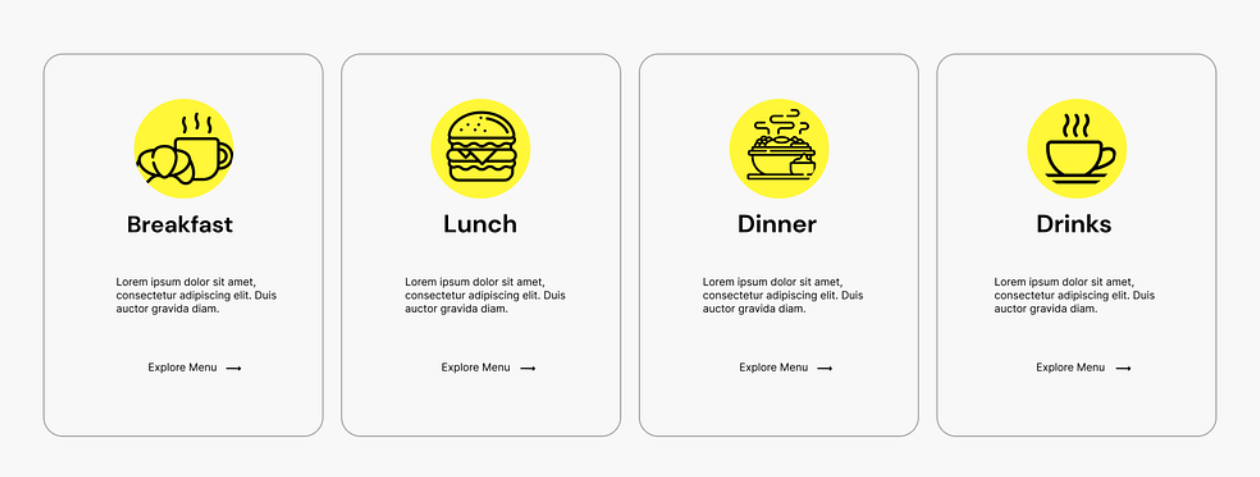 Breakfast
Lorem ipsum dolor sit amet,
consectetur adipiscing elit. Duis
auctor gravida diam.
Explore Menu
Lunch
Lorem ipsum dolor sit amet,
consectetur adipiscing elit. Duis
auctor gravida diam.
Explore Menu
Dinner
Lorem ipsum dolor sit amet,
consectetur adipiscing elit. Duis
auctor gravida diam.
Explore Menu
Drinks
Lorem ipsum dolor sit amet,
consectetur adipiscing elit. Duis
auctor gravida diam.
Explore Menu